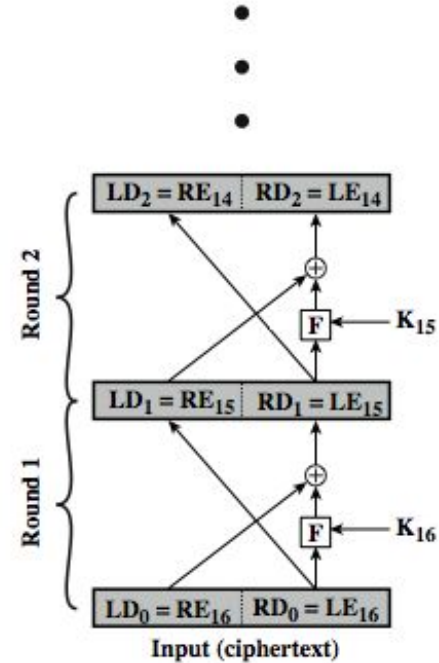 LD₂ = RE₁₄ RD₂ = LE₁₄
Round 2
F
K₁₅
LD₁ = RE₁₅ RD₁ = LE₁₅
Round 1
F
K₁₆
LD₀ = RE₁₆ RD₀ = LE₁₆
Input (ciphertext)